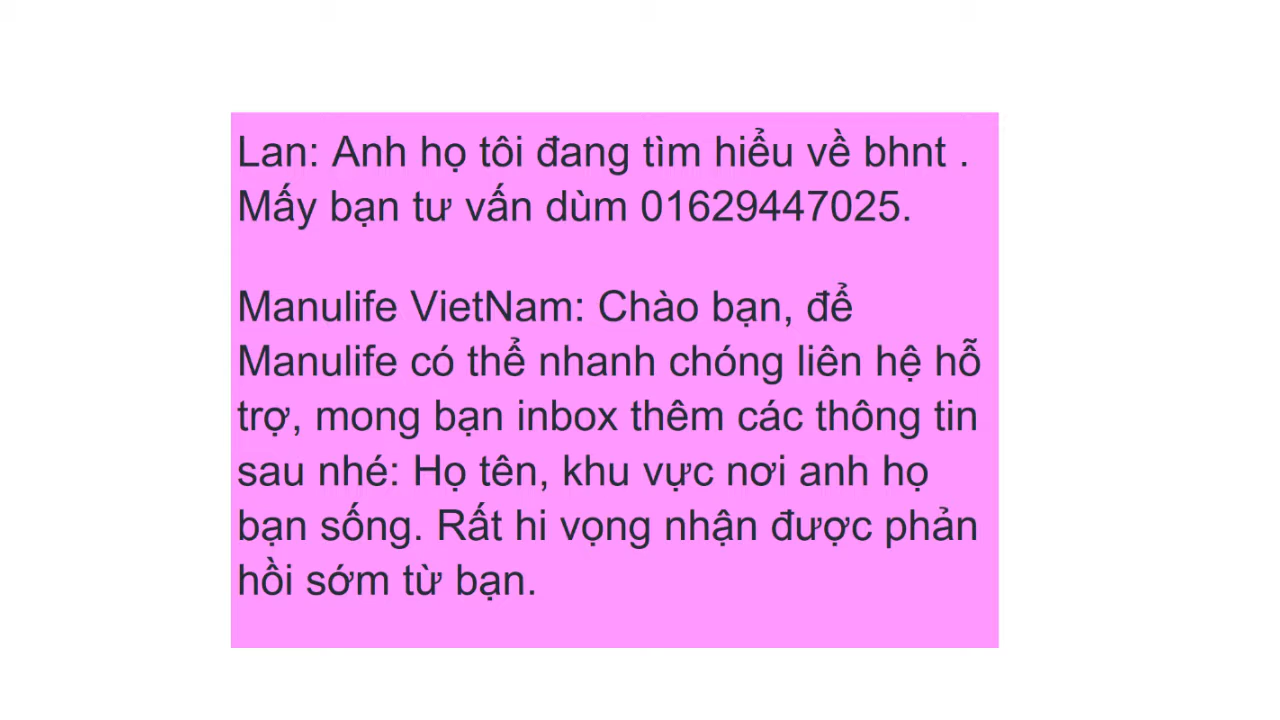 Lan: Anh họ tôi đang tìm hiểu về bhnt .
Mấy bạn tư vấn dùm 01629447025.
Manulife VietNam: Chào bạn, để
Manulife có thể nhanh chóng liên hệ hỗ
trợ, mong bạn inbox thêm các thông tin
sau nhé: Họ tên, khu vực nơi anh họ
bạn sống. Rất hi vọng nhận được phản
hồi sớm từ bạn.